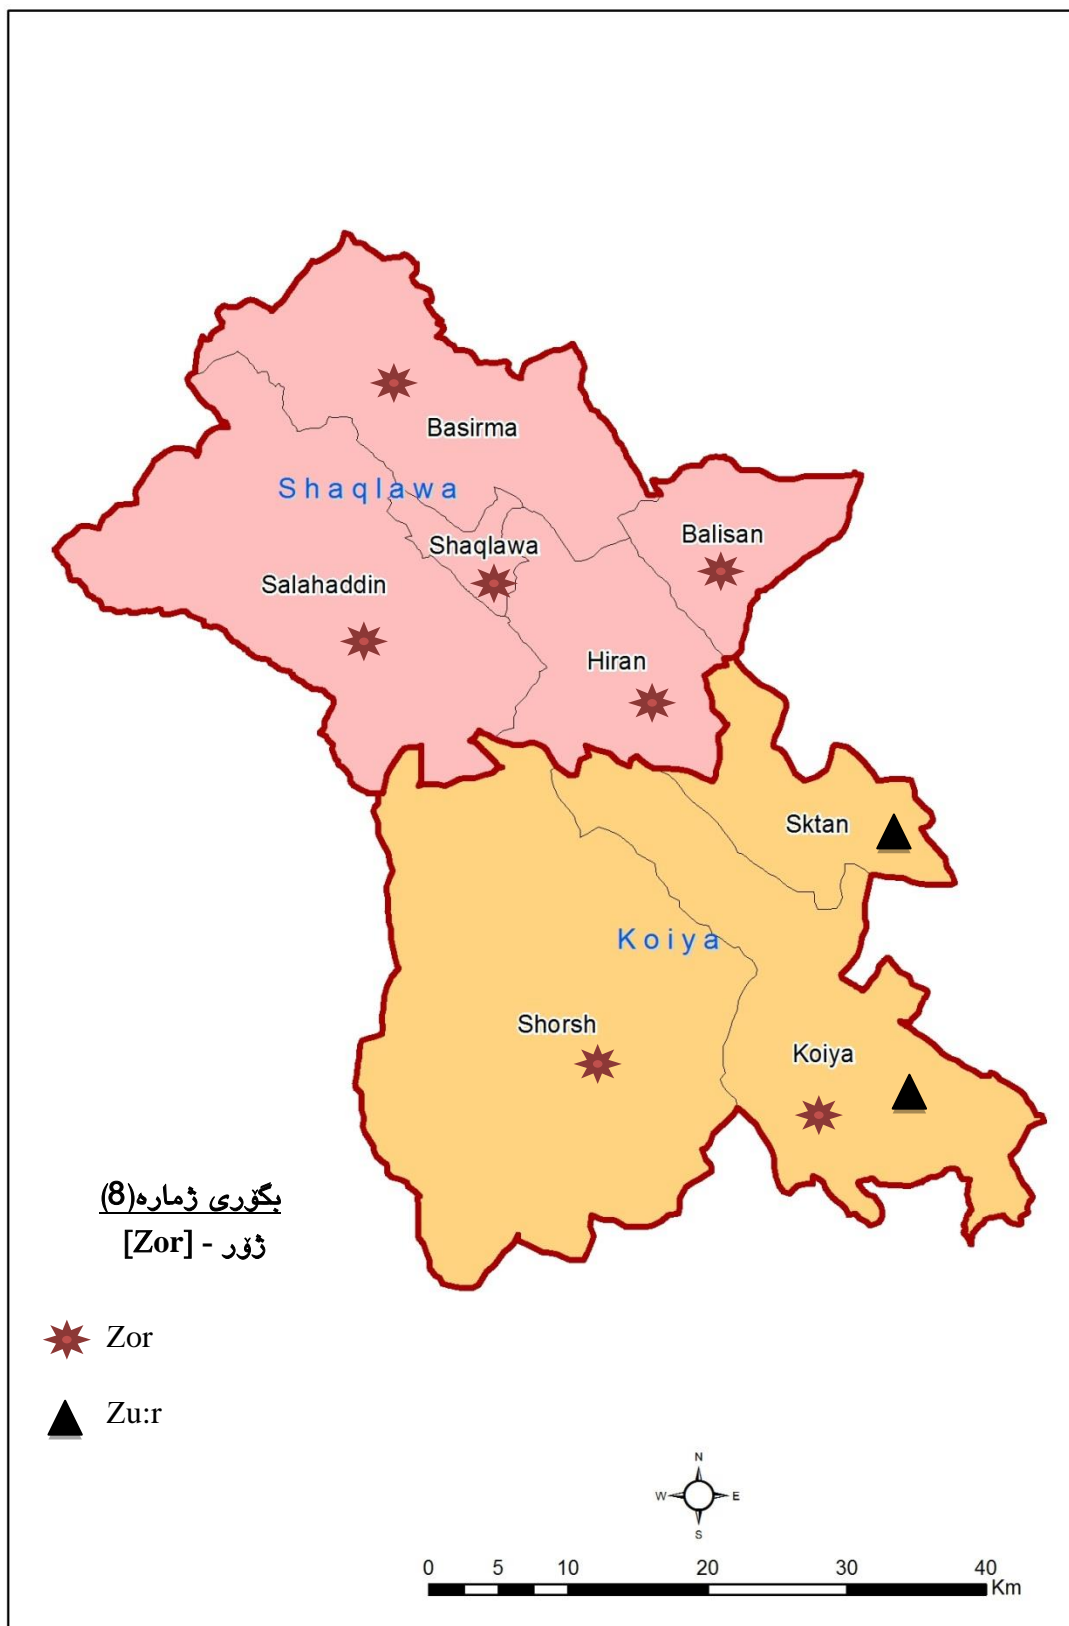 Basirma
Shaqlawa
Balisan
Shaqlawa
Salahaddin
Hiran
Sktan
Koiya
Shorsh
Koiya
بگۆری ژماره(8)
ژۆر - [Zor]
Zor
Zu:r
N
W E
S
0 5 10 20 30 40
Km